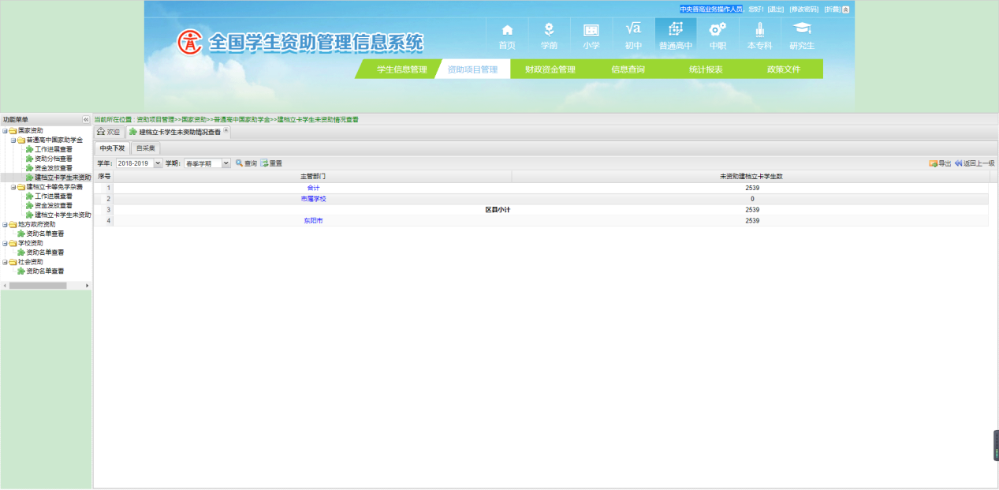 中央普高业务操作人员，您好! [退出] [修改密码] [折叠]
全国学生资助管理信息系统
首页 学前 小学 初中 普通高中 中职 本专科 研究生
学生信息管理 资助项目管理 财政资金管理 信息查询 统计报表 政策文件
功能菜单
国家资助
普通高中国家助学金
工作进展查看
资助分档查看
资金发放查看
建档立卡学生未资助
建档立卡等免学杂费
工作进展查看
资金发放查看
建档立卡学生未资助
地方政府资助
资助名单查看
学校资助
资助名单查看
社会资助
资助名单查看
当前所在位置：资助项目管理>>国家资助>>普通高中国家助学金>>建档立卡学生未资助情况查看
欢迎 建档立卡学生未资助情况查看
中央下发 自采集
学年: 2018-2019 学期: 春季学期 查询 重置 导出 返回上一级
序号 主管部门 未资助建档立卡学生数
1 合计 2539
2 市属学校 0
3 区县小计 2539
4 东阳市 2539